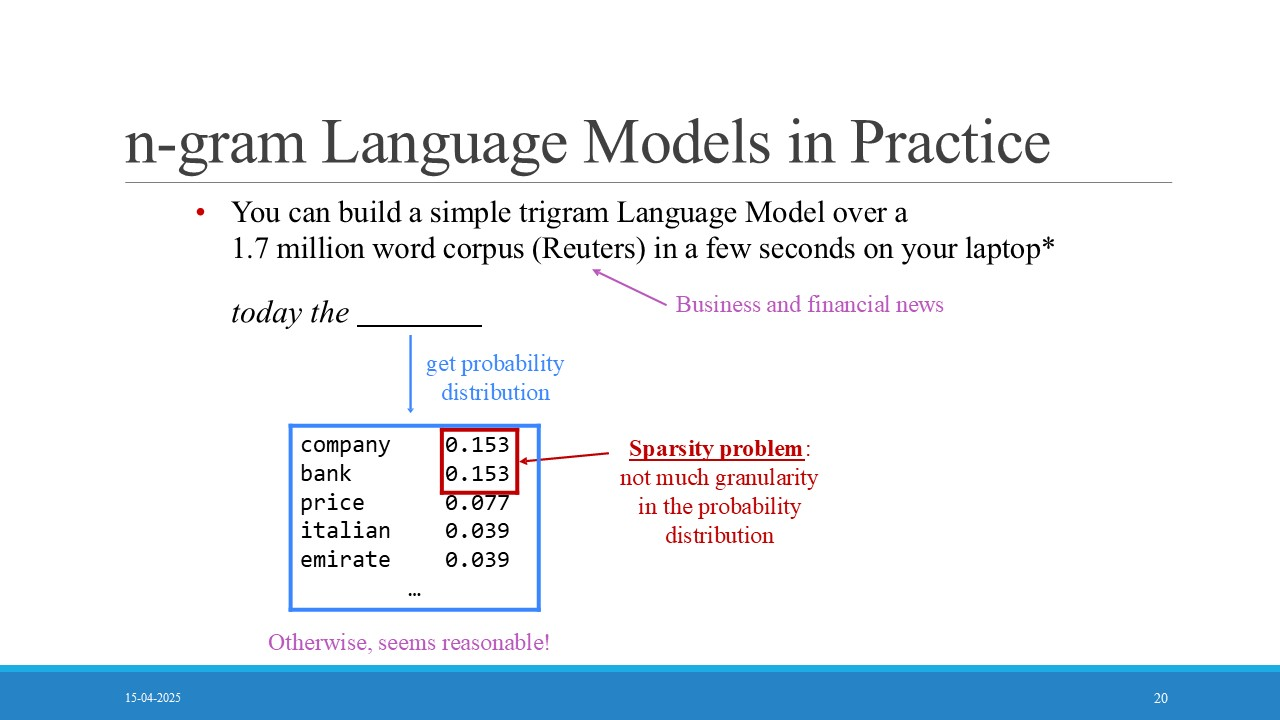 n-gram Language Models in Practice
• You can build a simple trigram Language Model over a
1.7 million word corpus (Reuters) in a few seconds on your laptop*
Business and financial news
today the ________
get probability
distribution
company 0.153
bank 0.153
price 0.077
italian 0.039
emirate 0.039
…
Sparsity problem:
not much granularity
in the probability
distribution
Otherwise, seems reasonable!
15-04-2025
20